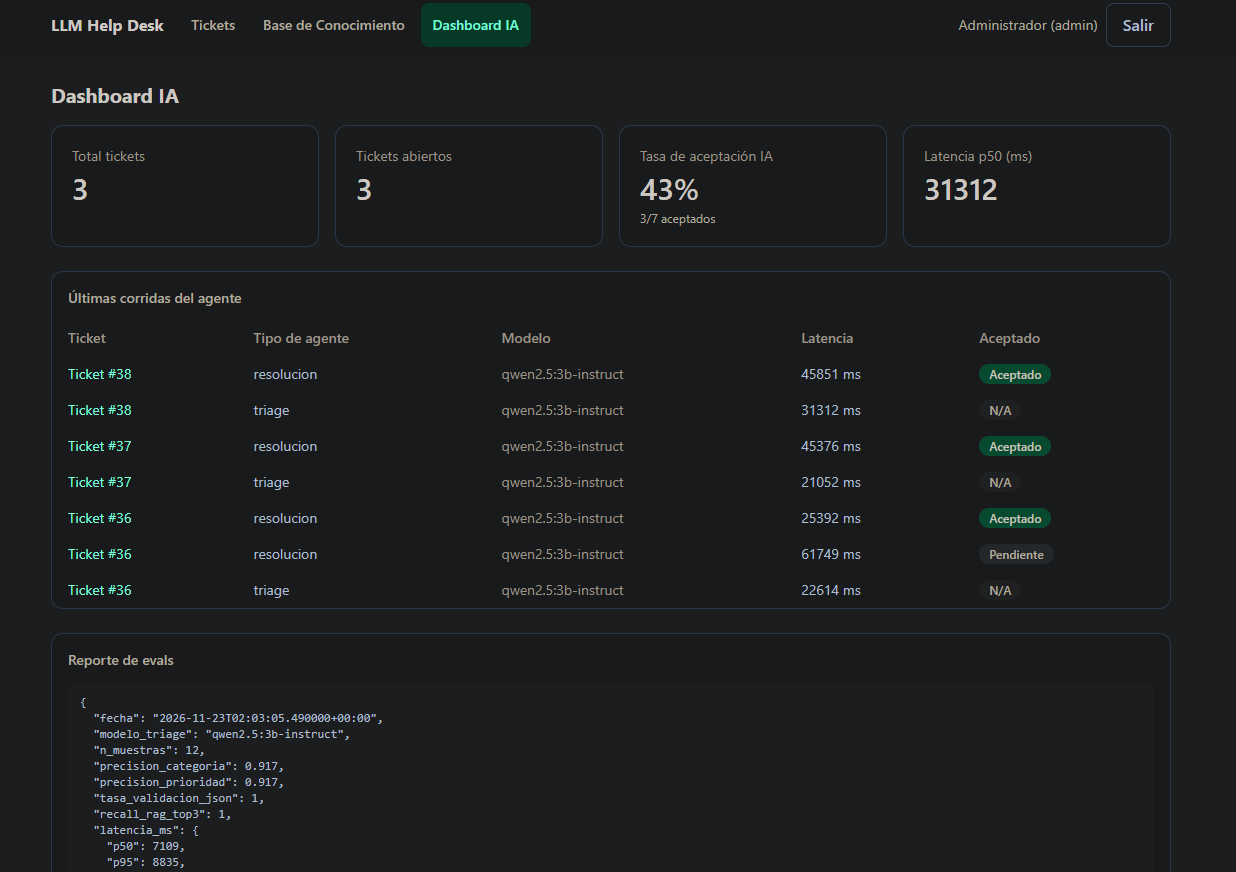 LLM Help Desk Tickets Base de Conocimiento Dashboard IA Administrador (admin) Salir
Dashboard IA
Total tickets Tickets abiertos Tasa de aceptación IA Latencia p50 (ms)
3 3 43% 31312
3/7 aceptados
Últimas corridas del agente
Ticket Tipo de agente Modelo Latencia Aceptado
Ticket #38 resolucion qwen2.5:3b-instruct 45851 ms Aceptado
Ticket #38 triage qwen2.5:3b-instruct 31312 ms N/A
Ticket #37 resolucion qwen2.5:3b-instruct 45376 ms Aceptado
Ticket #37 triage qwen2.5:3b-instruct 21052 ms N/A
Ticket #36 resolucion qwen2.5:3b-instruct 25392 ms Aceptado
Ticket #36 resolucion qwen2.5:3b-instruct 61749 ms Pendiente
Ticket #36 triage qwen2.5:3b-instruct 22614 ms N/A
Reporte de evals
{
"fecha": "2026-11-23T02:03:05.490000+00:00",
"modelo_triage": "qwen2.5:3b-instruct",
"n_muestras": 12,
"precision_categoria": 0.917,
"precision_prioridad": 0.917,
"tasa_validacion_json": 1,
"recall_rag_top3": 1,
"latencia_ms": {
"p50": 7109,
"p95": 8835,